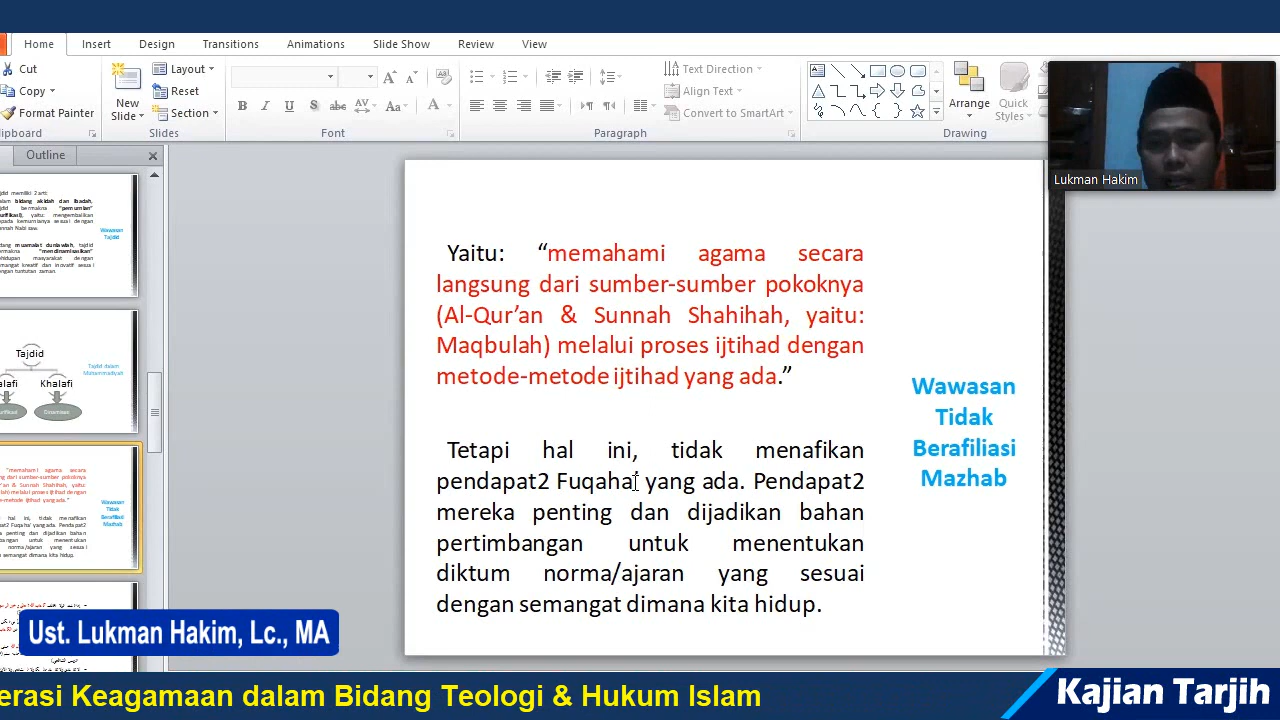 Home Insert Design Transitions Animations Slide Show Review View
Cut
Copy
Format Painter
New
Slide
Layout
Reset
Section
Slides
Font
Text Direction
Align Text
Convert to SmartArt
Paragraph
Arrange
Quick
Styles
Drawing
Lukman Hakim
Outline
Wawasan
Tajdid
Tajdid
Khalafi
Tajdid dalam
Yaitu: “memahami agama secara
langsung dari sumber-sumber pokoknya
(Al-Qur’an & Sunnah Shahihah, yaitu:
Maqbulah) melalui proses ijtihad dengan
metode-metode ijtihad yang ada.”
Tetapi hal ini, tidak menafikan
pendapat2 Fuqaha’ yang ada. Pendapat2
mereka penting dan dijadikan bahan
pertimbangan untuk menentukan
diktum norma/ajaran yang sesuai
dengan semangat dimana kita hidup.
Wawasan
Tidak
Berafiliasi
Mazhab
Ust. Lukman Hakim, Lc., MA
erasi Keagamaan dalam Bidang Teologi & Hukum Islam
Kajian Tarjih